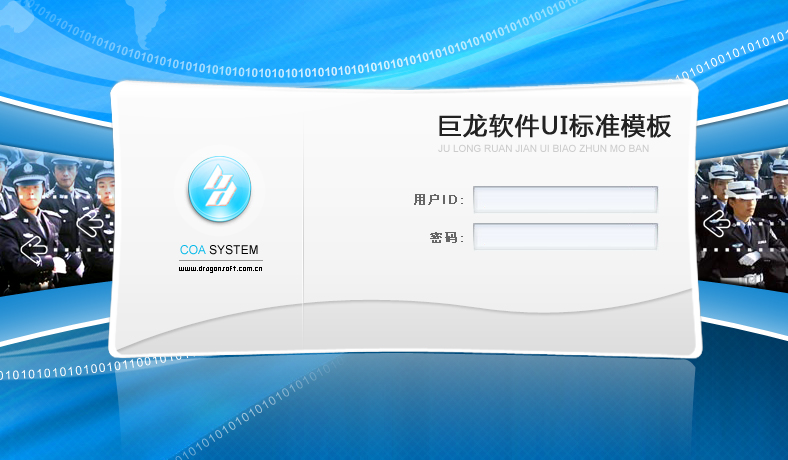 巨龙软件UI标准模板
JU LONG RUAN JIAN UI BIAO ZHUN MO BAN
用户ID:
密码:
COA SYSTEM
www.dragonsoft.com.cn